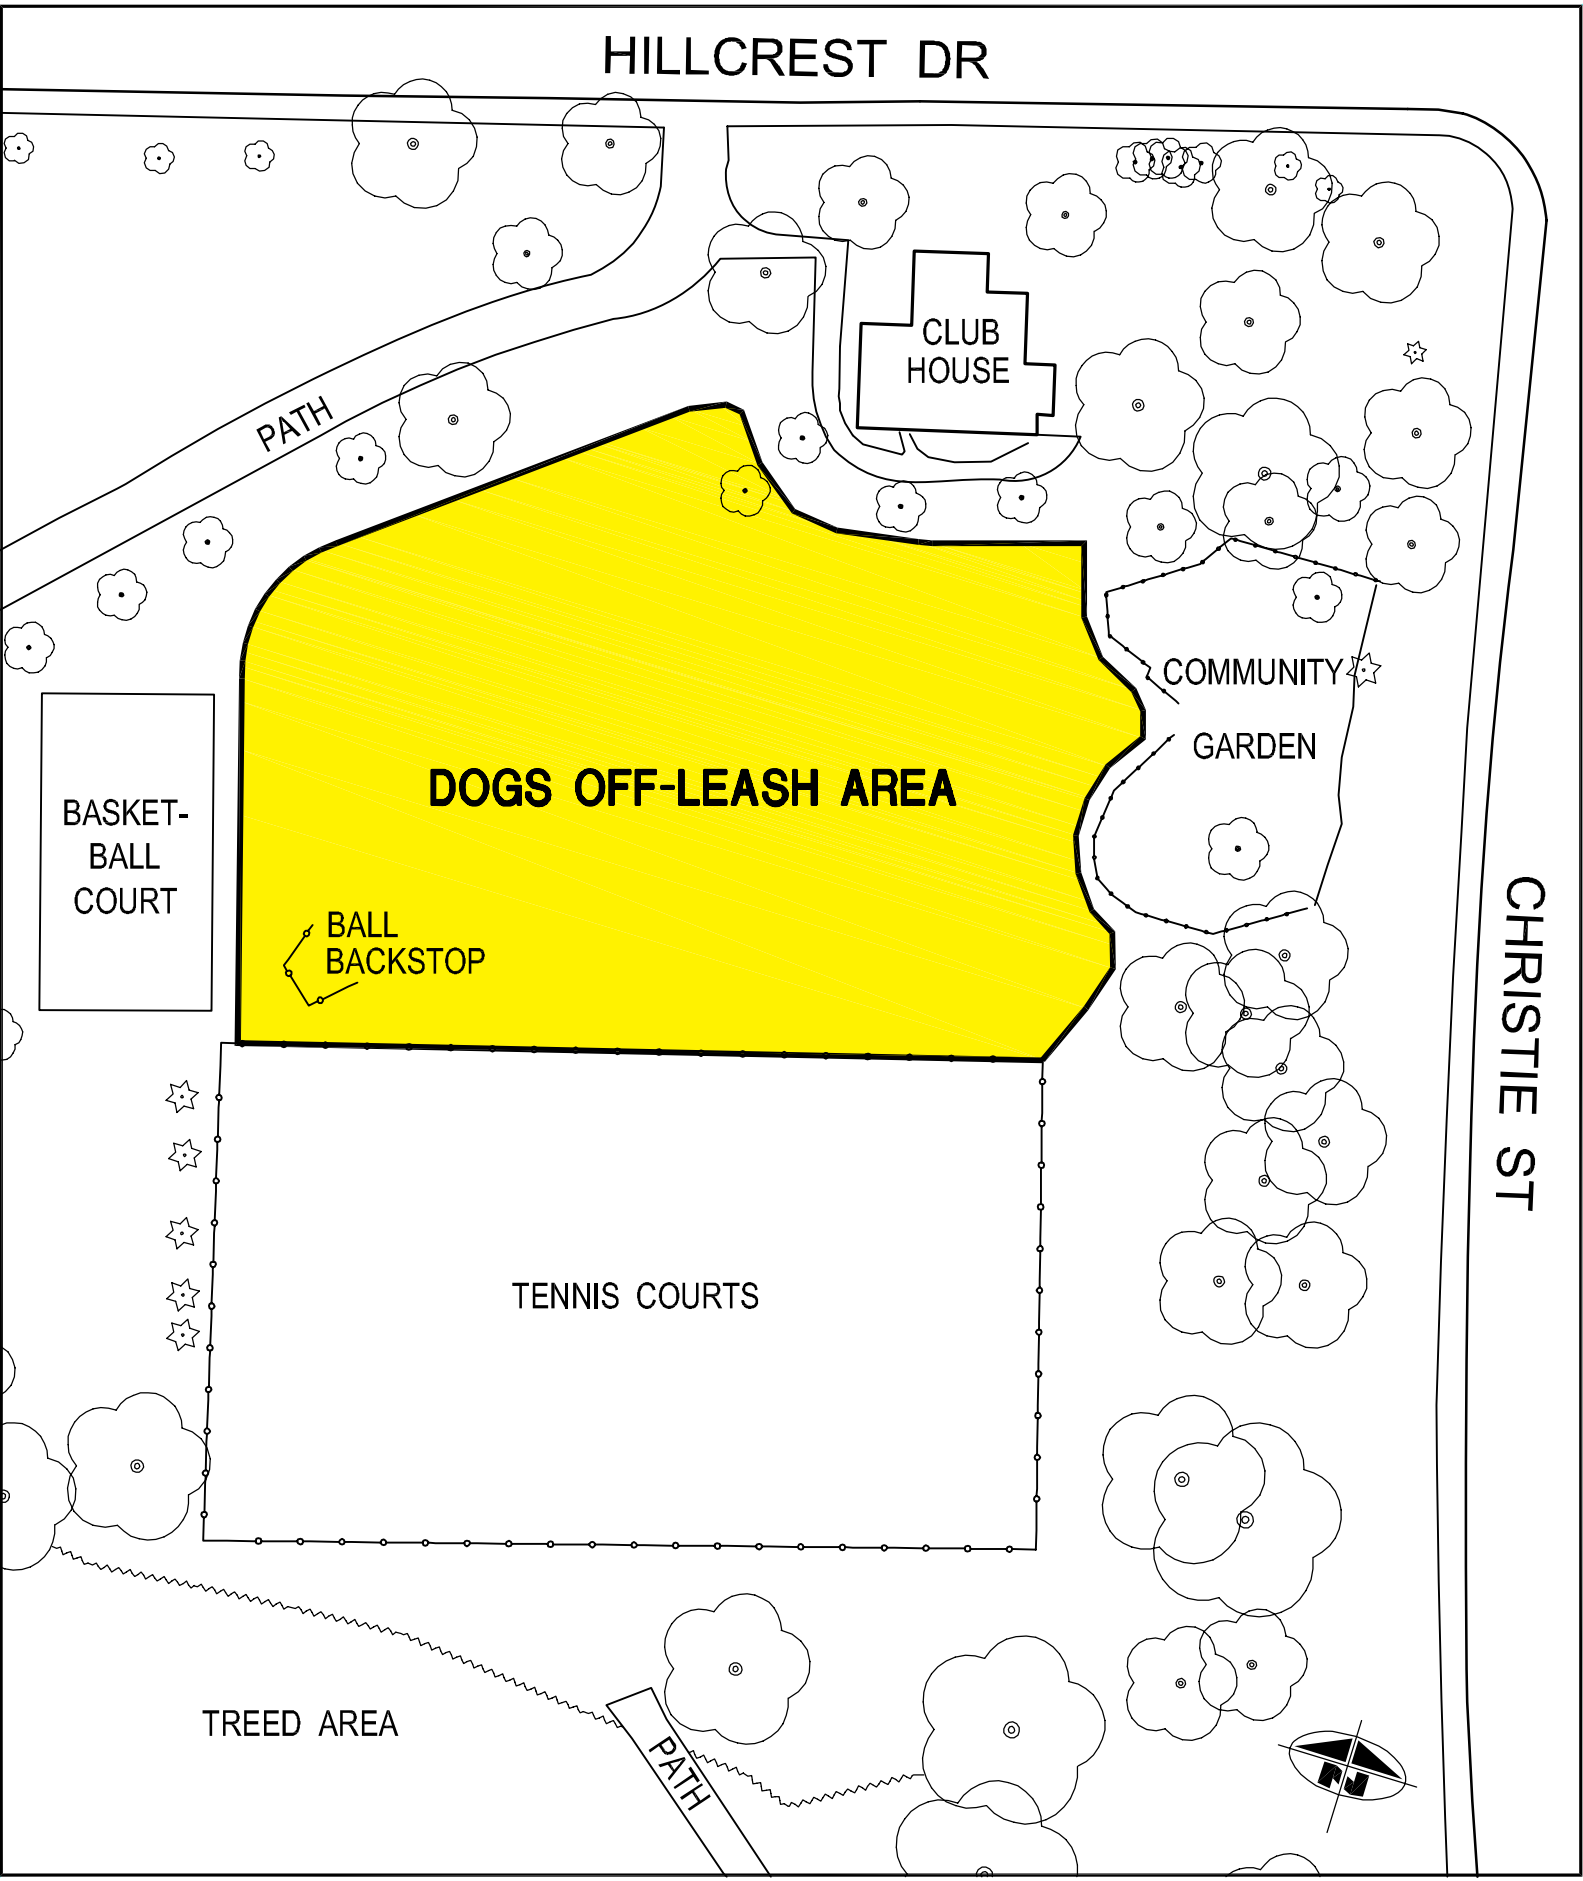 HILLCREST DR
CLUB
HOUSE
PATH
COMMUNITY
GARDEN
DOGS OFF-LEASH AREA
BASKET-
BALL
COURT
BALL
BACKSTOP
CHRISTIE ST
TENNIS COURTS
TREED AREA
PATH
N